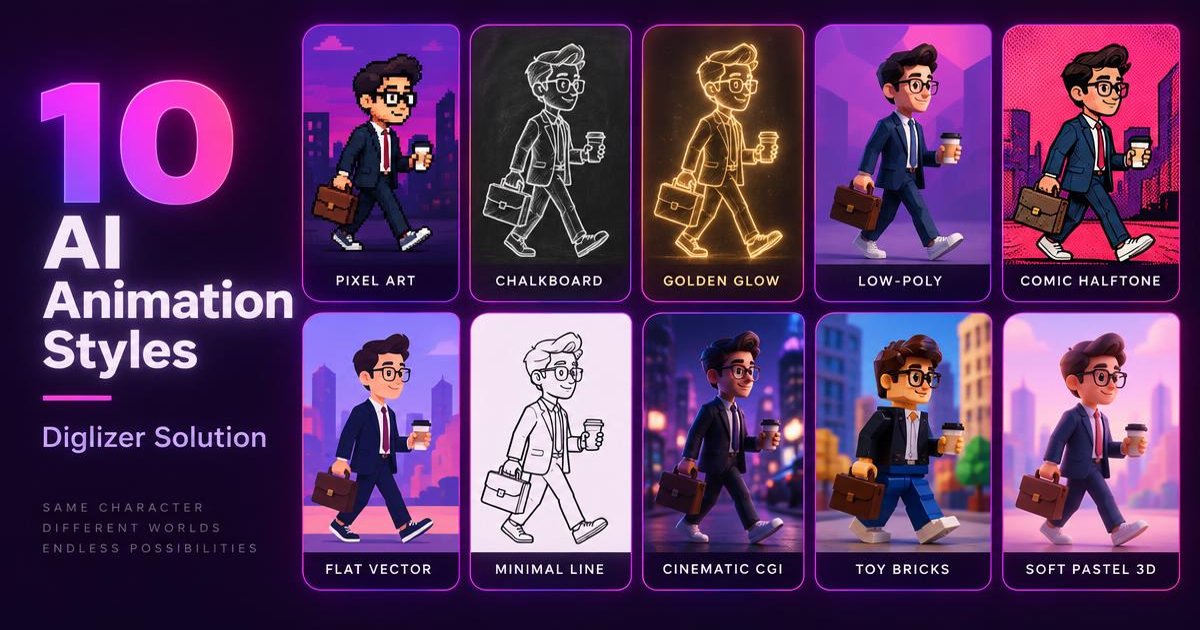 10
AI
Animation
Styles
Diglizer Solution
SAME CHARACTER
DIFFERENT WORLDS
ENDLESS POSSIBILITIES
PIXEL ART
CHALKBOARD
GOLDEN GLOW
LOW-POLY
COMIC HALFTONE
FLAT VECTOR
MINIMAL LINE
CINEMATIC CGI
TOY BRICKS
SOFT PASTEL 3D